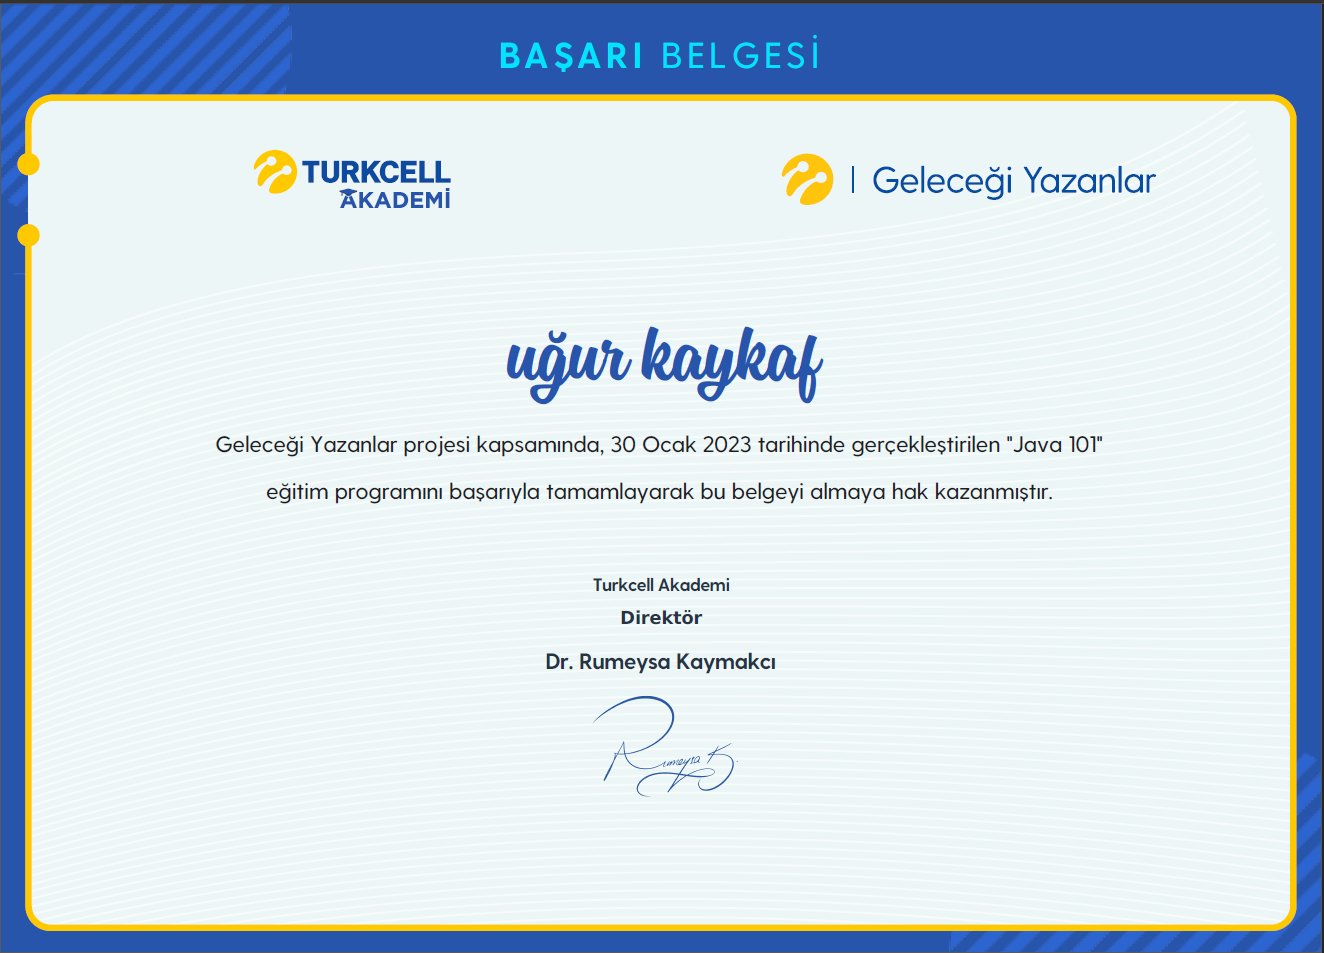 BAŞARI BELGESİ
TURKCELL
AKADEMİ
Geleceği Yazanlar
uğur kaykaf
Geleceği Yazanlar projesi kapsamında, 30 Ocak 2023 tarihinde gerçekleştirilen "Java 101"
eğitim programını başarıyla tamamlayarak bu belgeyi almaya hak kazanmıştır.
Turkcell Akademi
Direktör
Dr. Rumeysa Kaymakcı
Rumeysa K